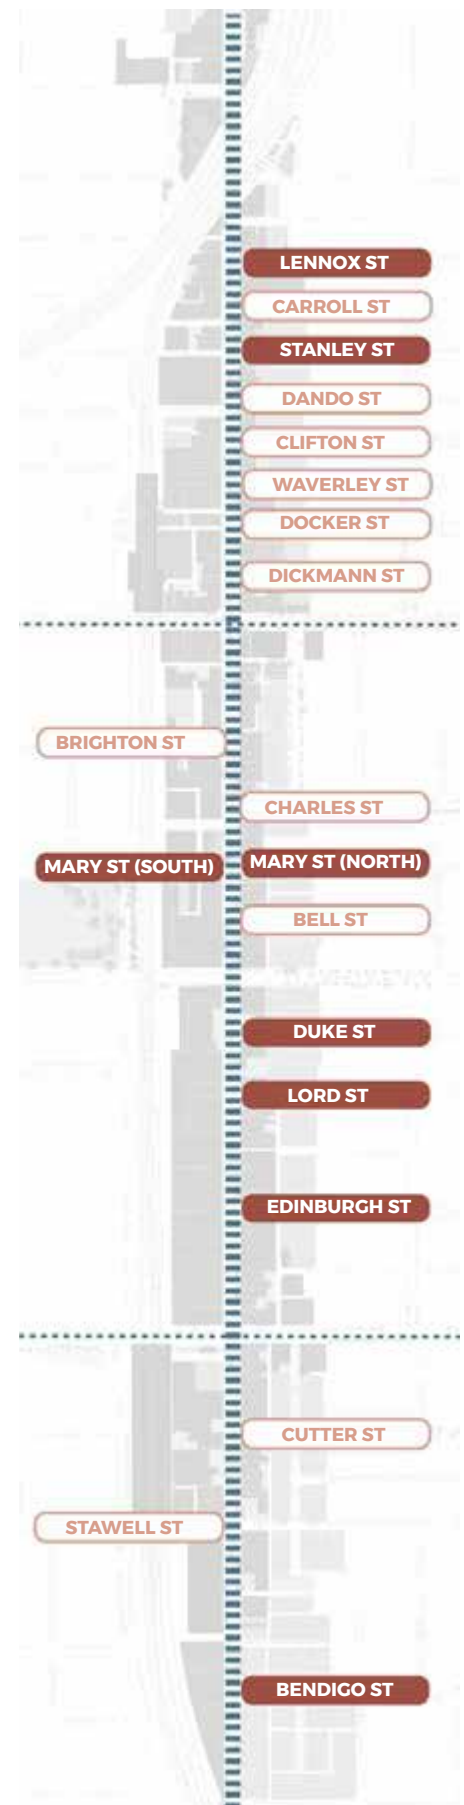 LENNOX ST
CARROLL ST
STANLEY ST
DANDO ST
CLIFTON ST
WAVERLEY ST
DOCKER ST
DICKMANN ST
BRIGHTON ST
CHARLES ST
MARY ST (SOUTH)
MARY ST (NORTH)
BELL ST
DUKE ST
LORD ST
EDINBURGH ST
CUTTER ST
STAWELL ST
BENDIGO ST